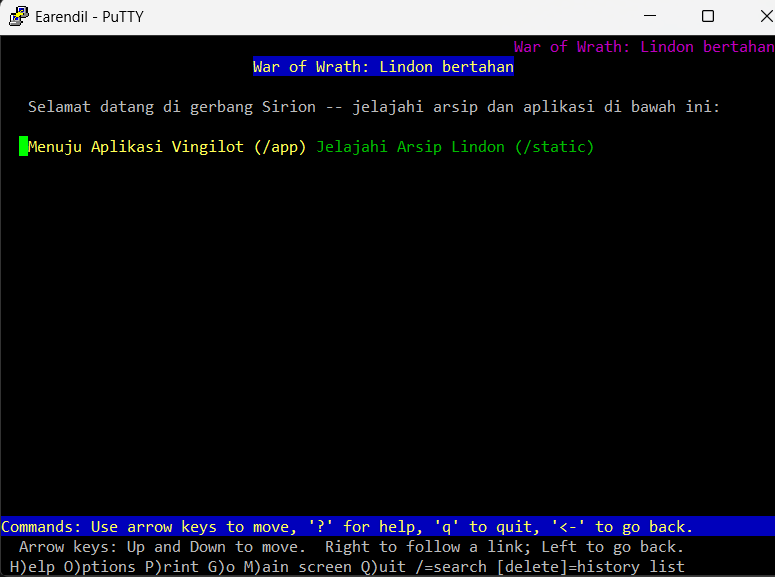 Earendil - PuTTY
War of Wrath: Lindon bertahan
War of Wrath: Lindon bertahan
Selamat datang di gerbang Sirion -- jelajahi arsip dan aplikasi di bawah ini:
Menuju Aplikasi Vingilot (/app) Jelajahi Arsip Lindon (/static)
Commands: Use arrow keys to move, '?' for help, 'q' to quit, '<-' to go back.
Arrow keys: Up and Down to move.  Right to follow a link; Left to go back.
H)elp O)ptions P)rint G)o M)ain screen Q)uit /=search [delete]=history list